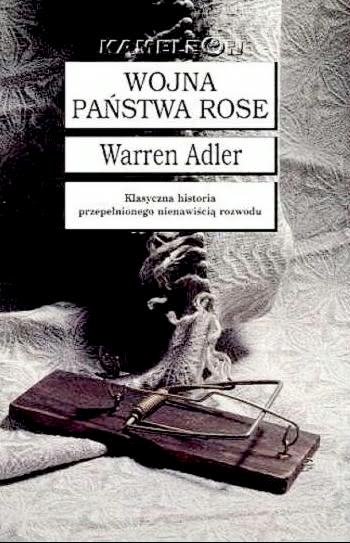 KAMELEON
WOJNA
PAŃSTWA ROSE
Warren Adler
Klasyczna historia
przepełnionego nienawiścią rozwodu